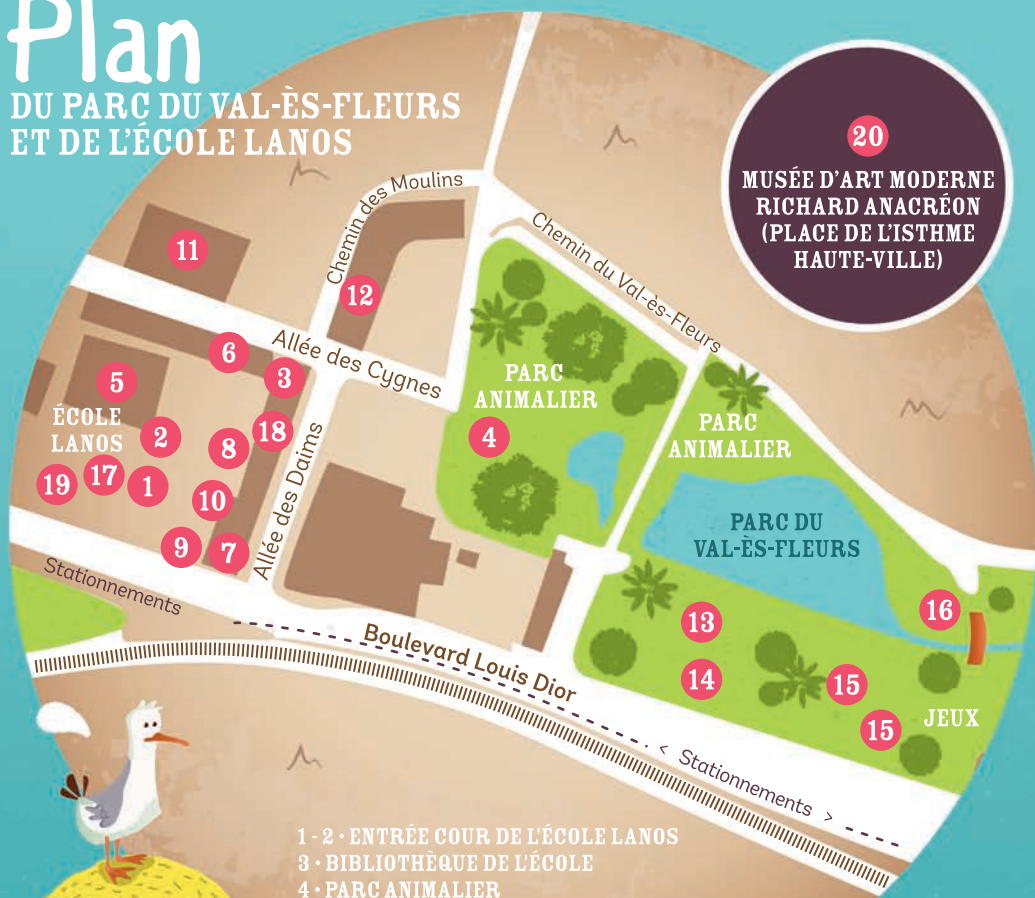 Plan
DU PARC DU VAL-ÈS-FLEURS
ET DE L'ÉCOLE LANOS
20
MUSÉE D'ART MODERNE
RICHARD ANACRÉON
(PLACE DE L'ISTHME
HAUTE-VILLE)
Chemin des Moulins
Chemin du Val-ès-Fleurs
11
12
Allée des Cygnes
6
3
5
ÉCOLE
LANOS
2
18
8
19
17
1
10
9
7
Allée des Daims
PARC
ANIMALIER
4
PARC
ANIMALIER
PARC DU
VAL-ÈS-FLEURS
13
14
15
15
16
JEUX
Stationnements
Boulevard Louis Dior
< Stationnements >
1 - 2 • ENTRÉE COUR DE L'ÉCOLE LANOS
3 • BIBLIOTHÈQUE DE L'ÉCOLE
4 • PARC ANIMALIER